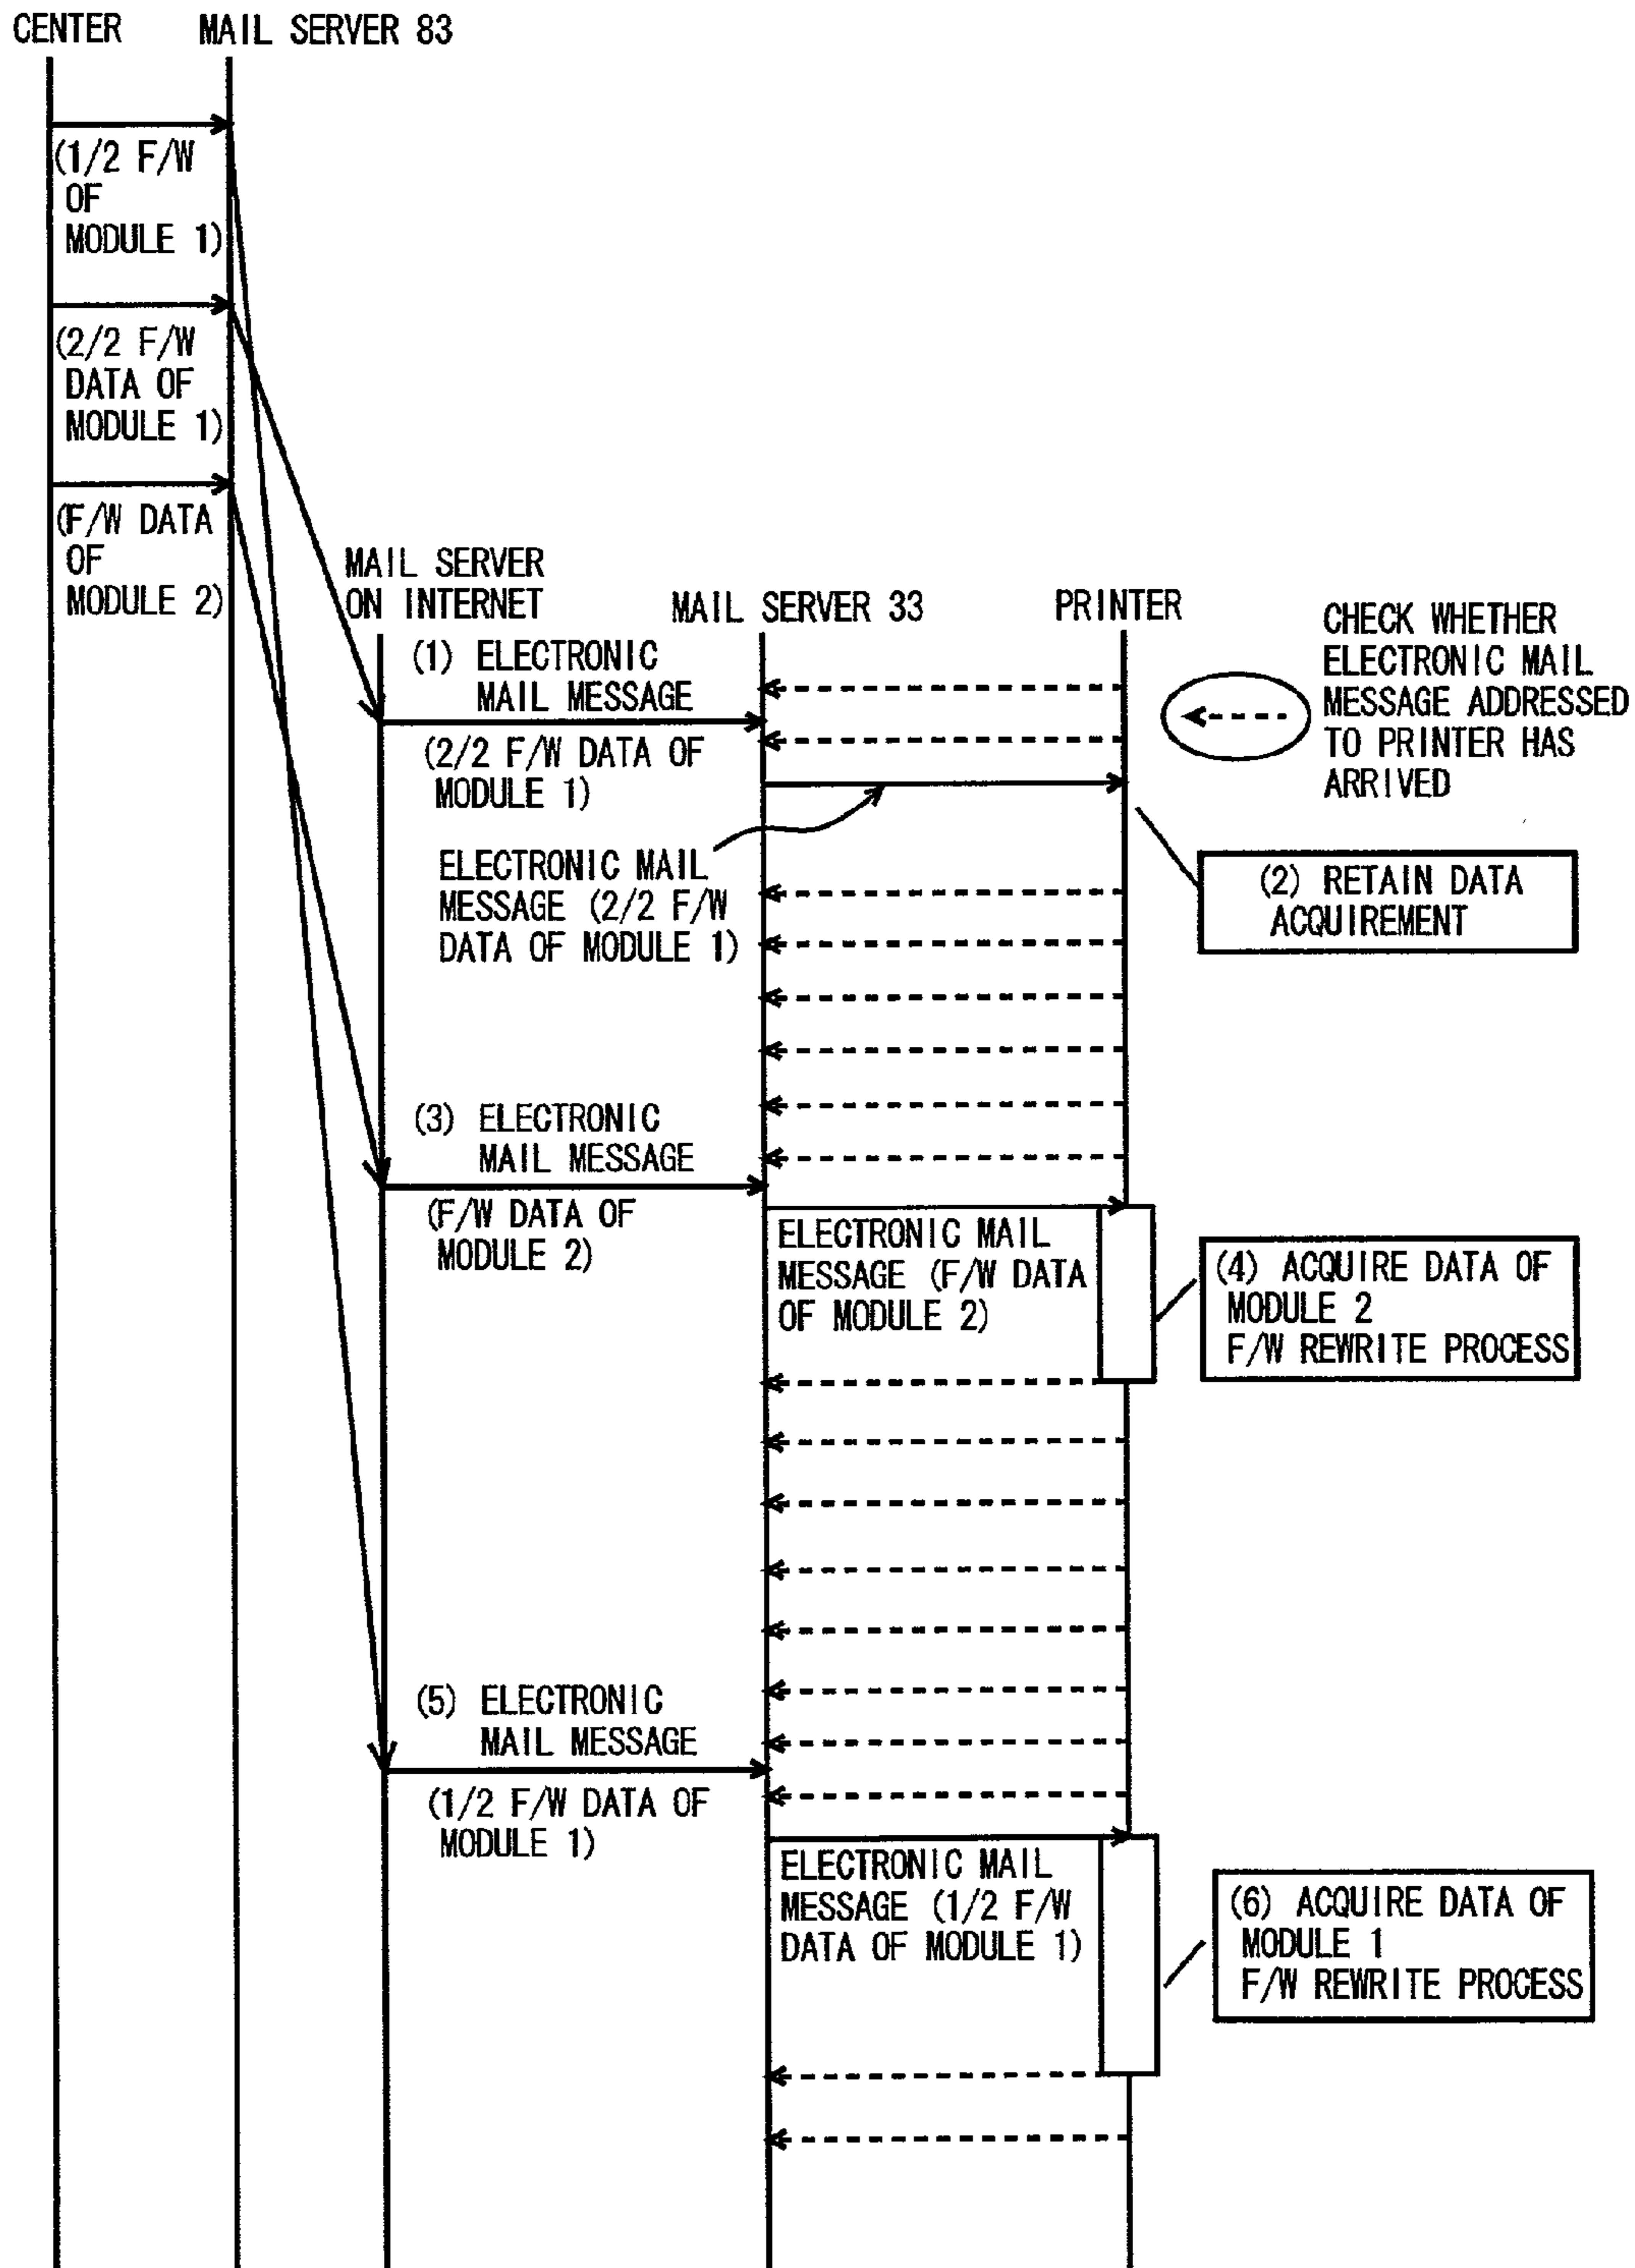 CENTER
MAIL SERVER 83
(1/2 F/W
OF
MODULE 1)
(2/2 F/W
DATA OF
MODULE 1)
(F/W DATA
OF
MODULE 2)
MAIL SERVER
ON INTERNET
MAIL SERVER 33
PRINTER
CHECK WHETHER
ELECTRONIC MAIL
MESSAGE ADDRESSED
TO PRINTER HAS
ARRIVED
(1) ELECTRONIC
MAIL MESSAGE
(2/2 F/W DATA OF
MODULE 1)
ELECTRONIC MAIL
MESSAGE (2/2 F/W
DATA OF MODULE 1)
(2) RETAIN DATA
ACQUIREMENT
(3) ELECTRONIC
MAIL MESSAGE
(F/W DATA OF
MODULE 2)
ELECTRONIC MAIL
MESSAGE (F/W DATA
OF MODULE 2)
(4) ACQUIRE DATA OF
MODULE 2
F/W REWRITE PROCESS
(5) ELECTRONIC
MAIL MESSAGE
(1/2 F/W DATA OF
MODULE 1)
ELECTRONIC MAIL
MESSAGE (1/2 F/W
DATA OF MODULE 1)
(6) ACQUIRE DATA OF
MODULE 1
F/W REWRITE PROCESS